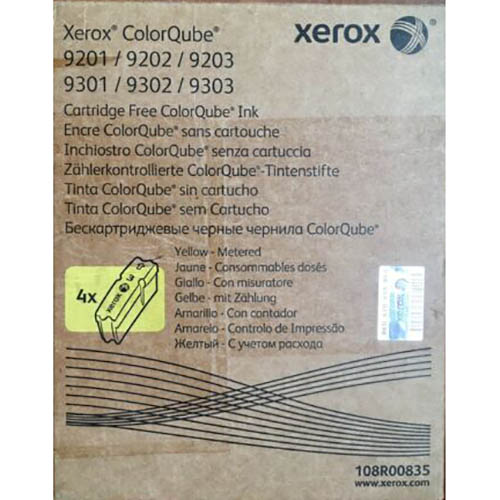 Xerox® ColorQube®
xerox
9201 / 9202 / 9203
9301 / 9302 / 9303
Cartridge Free ColorQube® Ink
Encre ColorQube® sans cartouche
Inchiostro ColorQube® senza cartuccia
Zählerkontrollierte ColorQube®-Tintenstifte
Tinta ColorQube® sin cartucho
Tinta ColorQube® sem Cartucho
Бескартриджевые черные чернила ColorQube®
Yellow - Metered
Jaune - Consommables dosés
Giallo - Con misuratore
Gelbe - mit Zählung
Amarillo - Con contador
Amarelo - Controlo de Impressão
Желтый - С учетом расхода
4x
xerox
3
xerox
108R00835
www.xerox.com